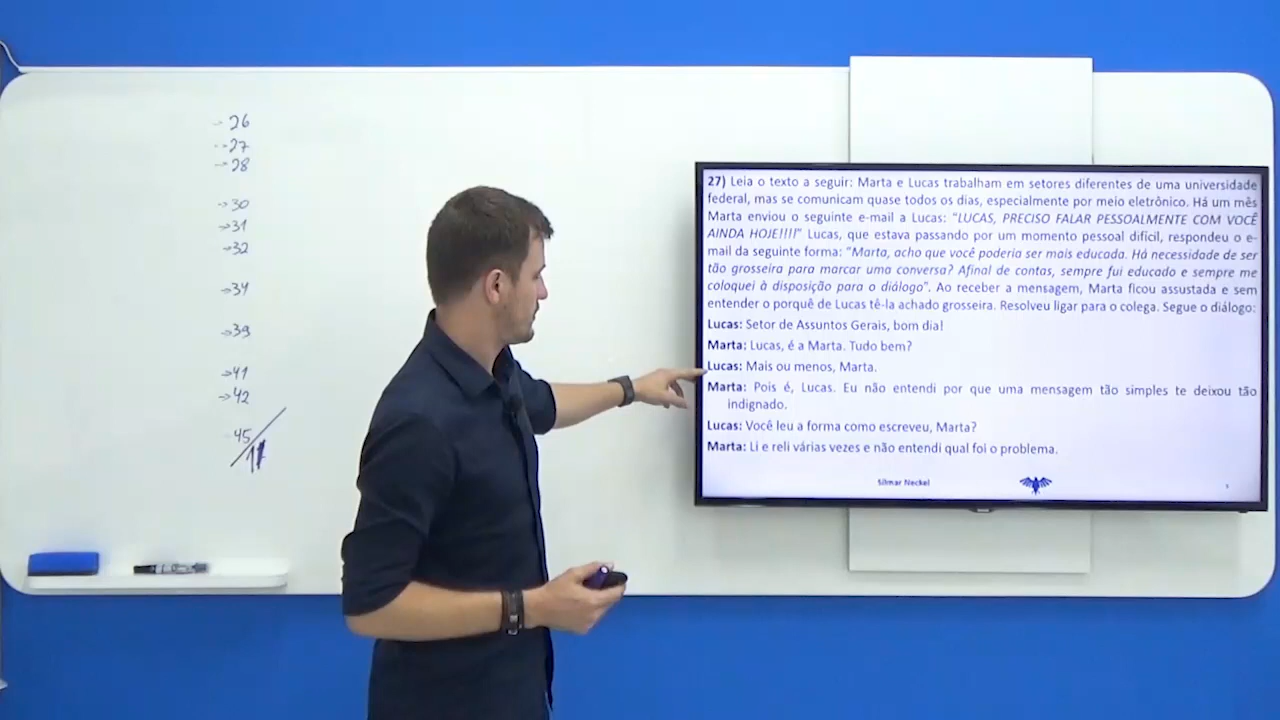 ->26
->27
->28
->30
->31
->32
->34
->39
->41
->42
45
11
27) Leia o texto a seguir: Marta e Lucas trabalham em setores diferentes de uma universidade
federal, mas se comunicam quase todos os dias, especialmente por meio eletrônico. Há um mês
Marta enviou o seguinte e-mail a Lucas: “LUCAS, PRECISO FALAR PESSOALMENTE COM VOCÊ
AINDA HOJE!!!!” Lucas, que estava passando por um momento pessoal difícil, respondeu o e-
mail da seguinte forma: “Marta, acho que você poderia ser mais educada. Há necessidade de ser
tão grosseira para marcar uma conversa? Afinal de contas, sempre fui educado e sempre me
coloquei à disposição para o diálogo”. Ao receber a mensagem, Marta ficou assustada e sem
entender o porquê de Lucas tê-la achado grosseira. Resolveu ligar para o colega. Segue o diálogo:
Lucas: Setor de Assuntos Gerais, bom dia!
Marta: Lucas, é a Marta. Tudo bem?
Lucas: Mais ou menos, Marta.
Marta: Pois é, Lucas. Eu não entendi por que uma mensagem tão simples te deixou tão
indignado.
Lucas: Você leu a forma como escreveu, Marta?
Marta: Li e reli várias vezes e não entendi qual foi o problema.
Silmar Neckel